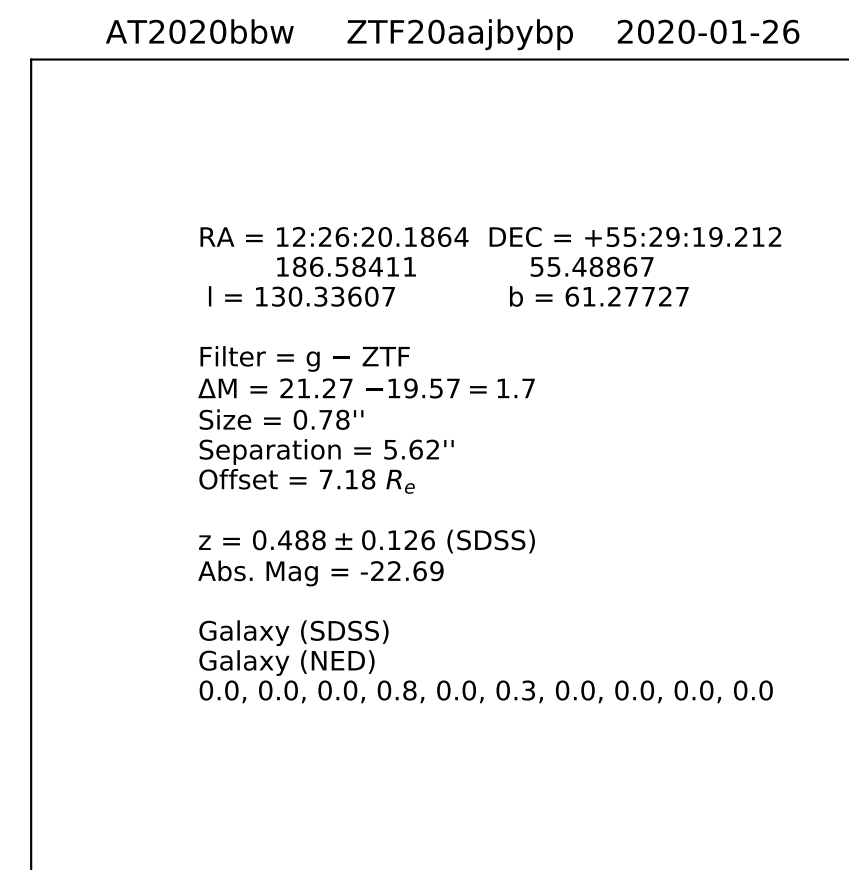 AT2020bbw ZTF20aajbybp 2020-01-26
RA = 12:26:20.1864 DEC = +55:29:19.212
186.58411 55.48867
l = 130.33607 b = 61.27727
Filter = g − ZTF
ΔM = 21.27 −19.57 = 1.7
Size = 0.78''
Separation = 5.62''
Offset = 7.18 Re
z = 0.488 ± 0.126 (SDSS)
Abs. Mag = -22.69
Galaxy (SDSS)
Galaxy (NED)
0.0, 0.0, 0.0, 0.8, 0.0, 0.3, 0.0, 0.0, 0.0, 0.0